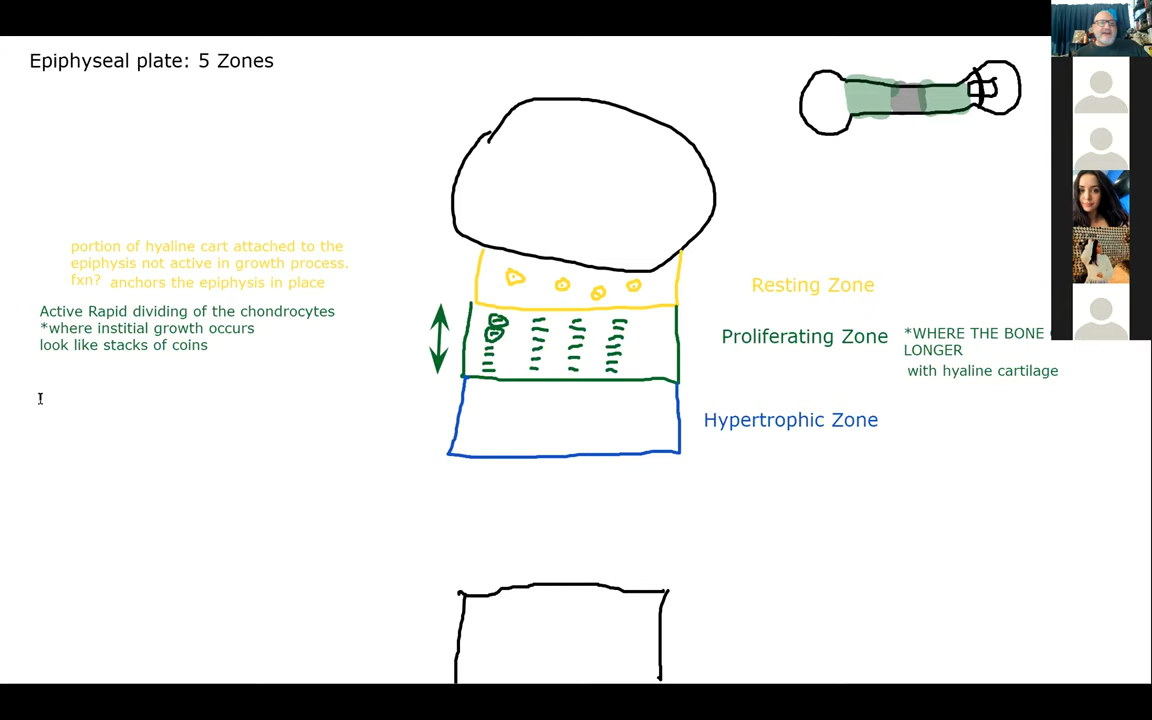 Epiphyseal plate: 5 Zones
portion of hyaline cart attached to the
epiphysis not active in growth process.
fxn? anchors the epiphysis in place
Resting Zone
Active Rapid dividing of the chondrocytes
*where institial growth occurs
look like stacks of coins
Proliferating Zone
*WHERE THE BONE
LONGER
with hyaline cartilage
Hypertrophic Zone